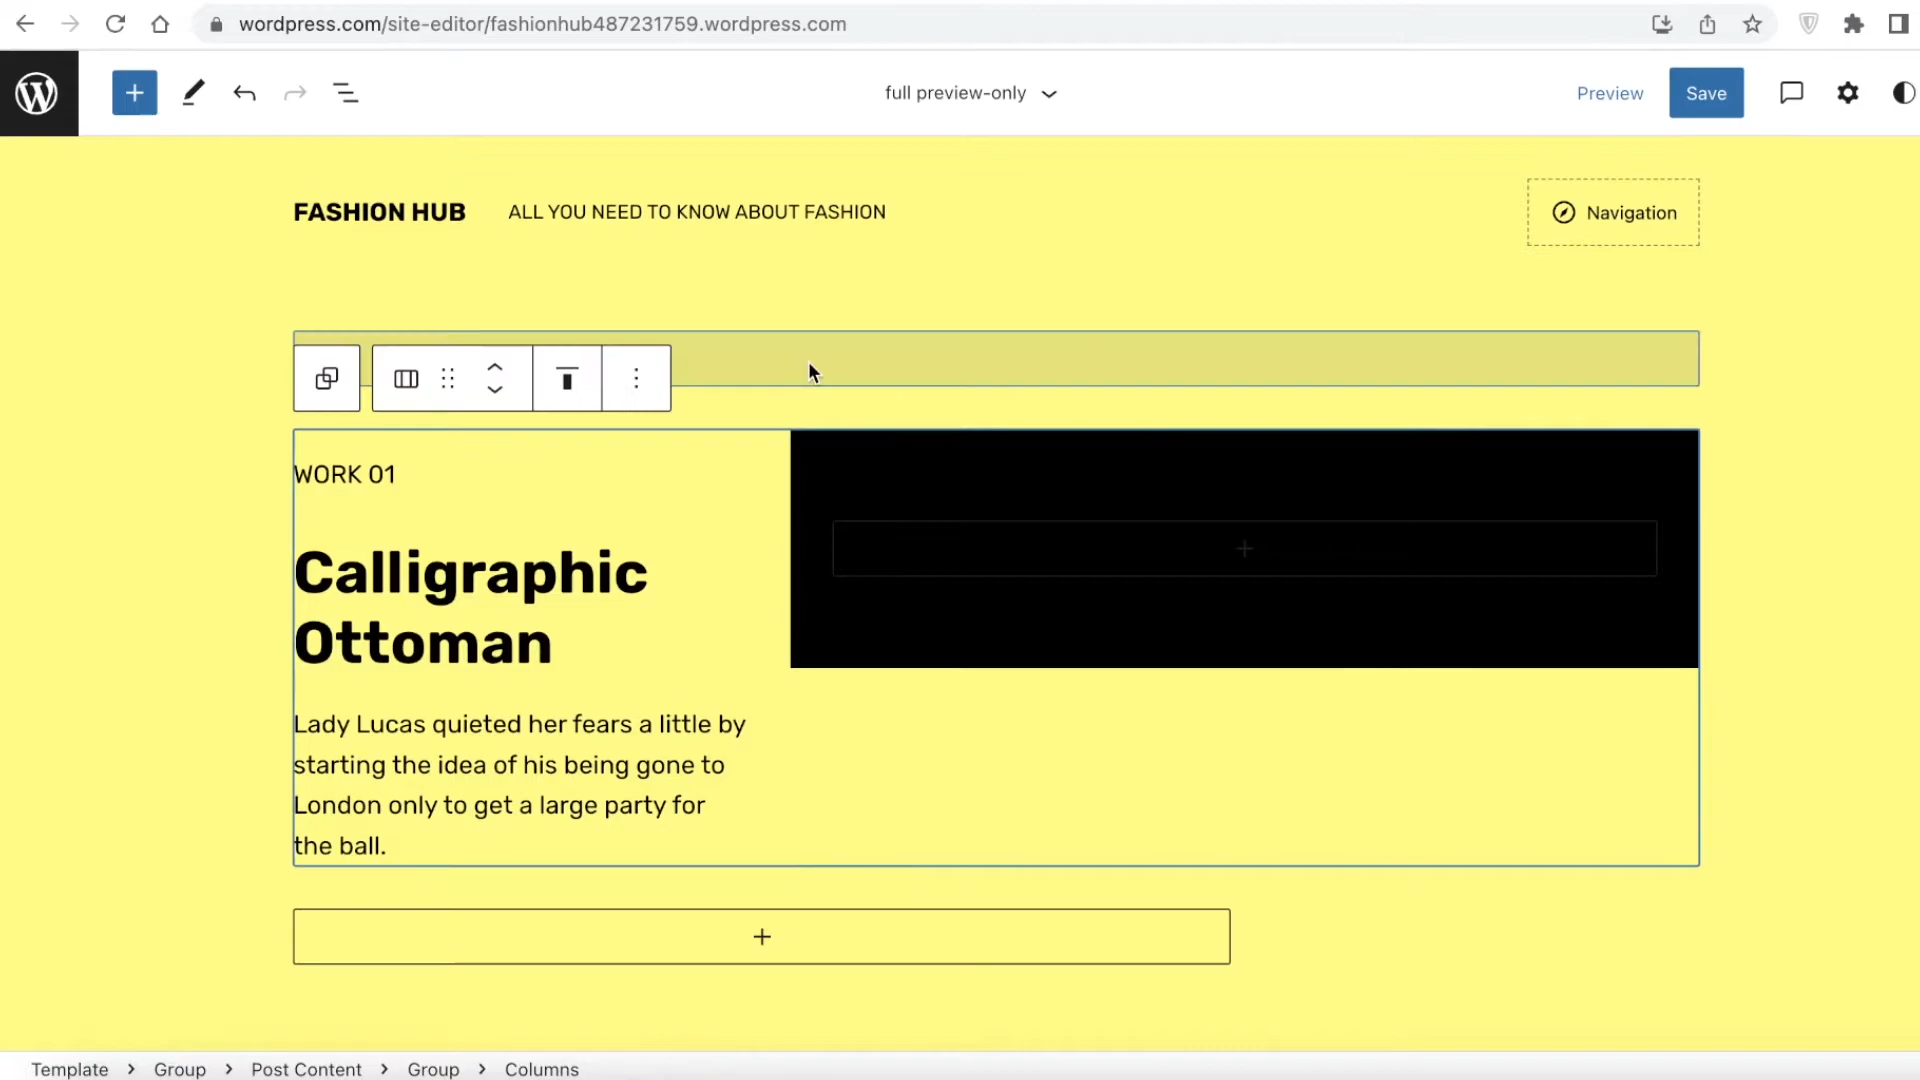 wordpress.com/site-editor/fashionhub487231759.wordpress.com
full preview-only
Preview
Save
FASHION HUB ALL YOU NEED TO KNOW ABOUT FASHION
Navigation
WORK 01
Calligraphic
Ottoman
Lady Lucas quieted her fears a little by
starting the idea of his being gone to
London only to get a large party for
the ball.
Template > Group > Post Content > Group > Columns